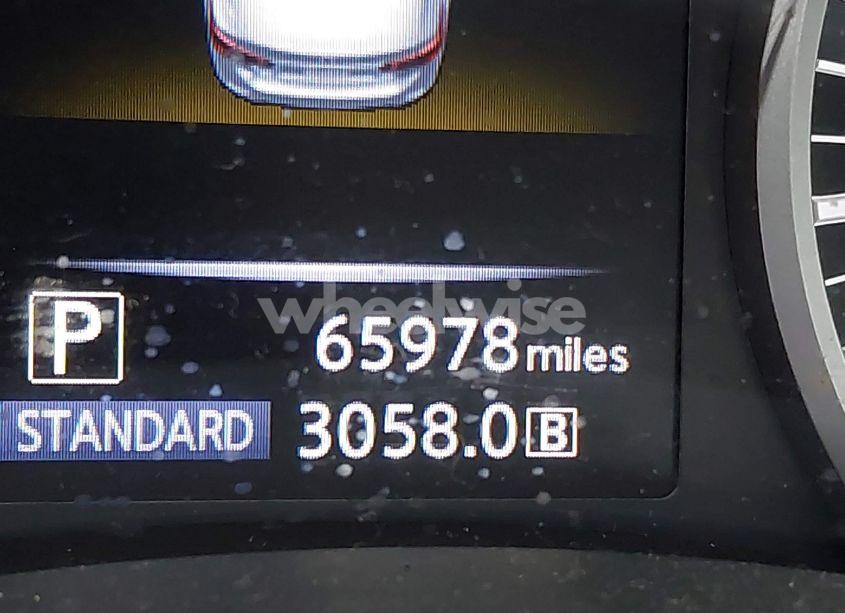 wheelwise
P 65978 miles
STANDARD 3058.0 B